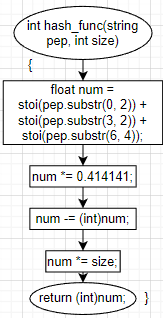 int hash_func(string
pep, int size)
{
float num =
stoi(pep.substr(0, 2)) +
stoi(pep.substr(3, 2)) +
stoi(pep.substr(6, 4));
num *= 0.414141;
num -= (int)num;
num *= size;
return (int)num; }